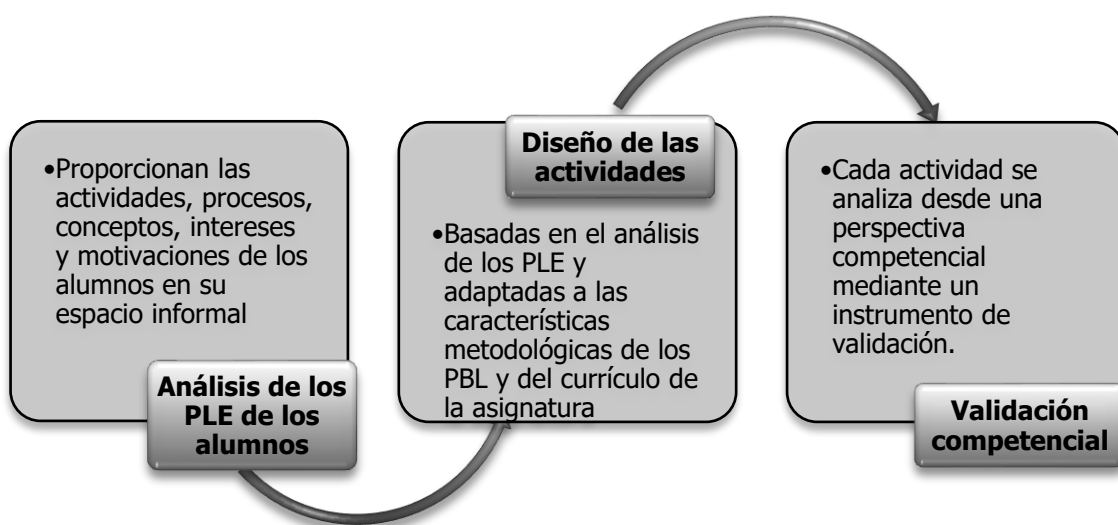 •Proporcionan las
actividades, procesos,
conceptos, intereses
y motivaciones de los
alumnos en su
espacio informal
Análisis de los
PLE de los
alumnos
Diseño de las
actividades
•Basadas en el análisis
de los PLE y
adaptadas a las
características
metodológicas de los
PBL y del currículo de
la asignatura
•Cada actividad se
analiza desde una
perspectiva
competencial
mediante un
instrumento de
validación.
Validación
competencial